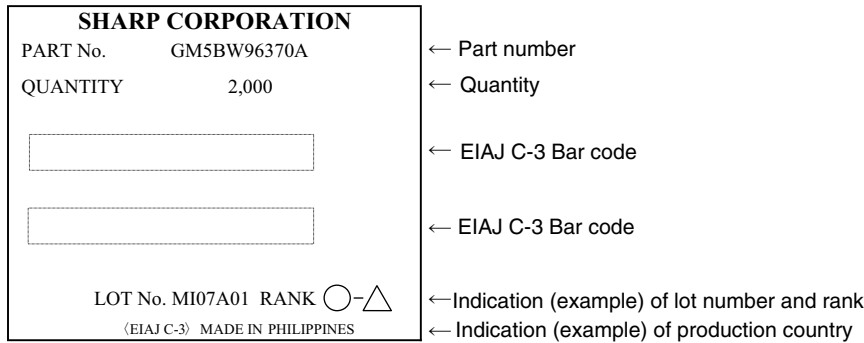 SHARP CORPORATION
PART No. GM5BW96370A ← Part number
QUANTITY 2,000 ← Quantity
← EIAJ C-3 Bar code
← EIAJ C-3 Bar code
LOT No. MI07A01 RANK ○-△ ←Indication (example) of lot number and rank
〈EIAJ C-3〉 MADE IN PHILIPPINES ← Indication (example) of production country